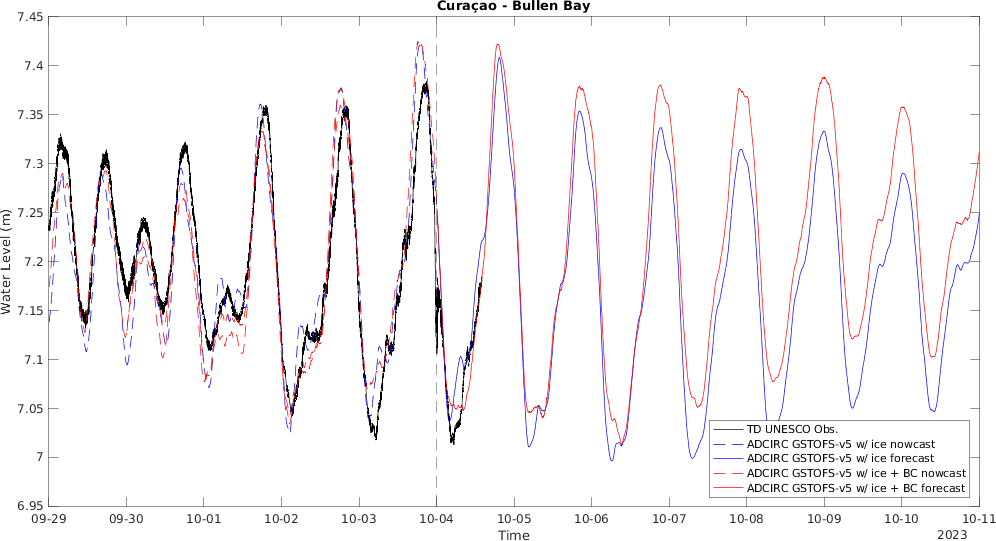 Curaçao - Bullen Bay
7.45
7.4
7.35
7.3
7.25
7.2
7.15
7.1
7.05
7
6.95
Water Level (m)
TD UNESCO Obs.
ADCIRC GSTOFS-v5 w/ ice nowcast
ADCIRC GSTOFS-v5 w/ ice forecast
ADCIRC GSTOFS-v5 w/ ice + BC nowcast
ADCIRC GSTOFS-v5 w/ ice + BC forecast
09-29 09-30 10-01 10-02 10-03 10-04 10-05 10-06 10-07 10-08 10-09 10-10 10-11
Time
2023